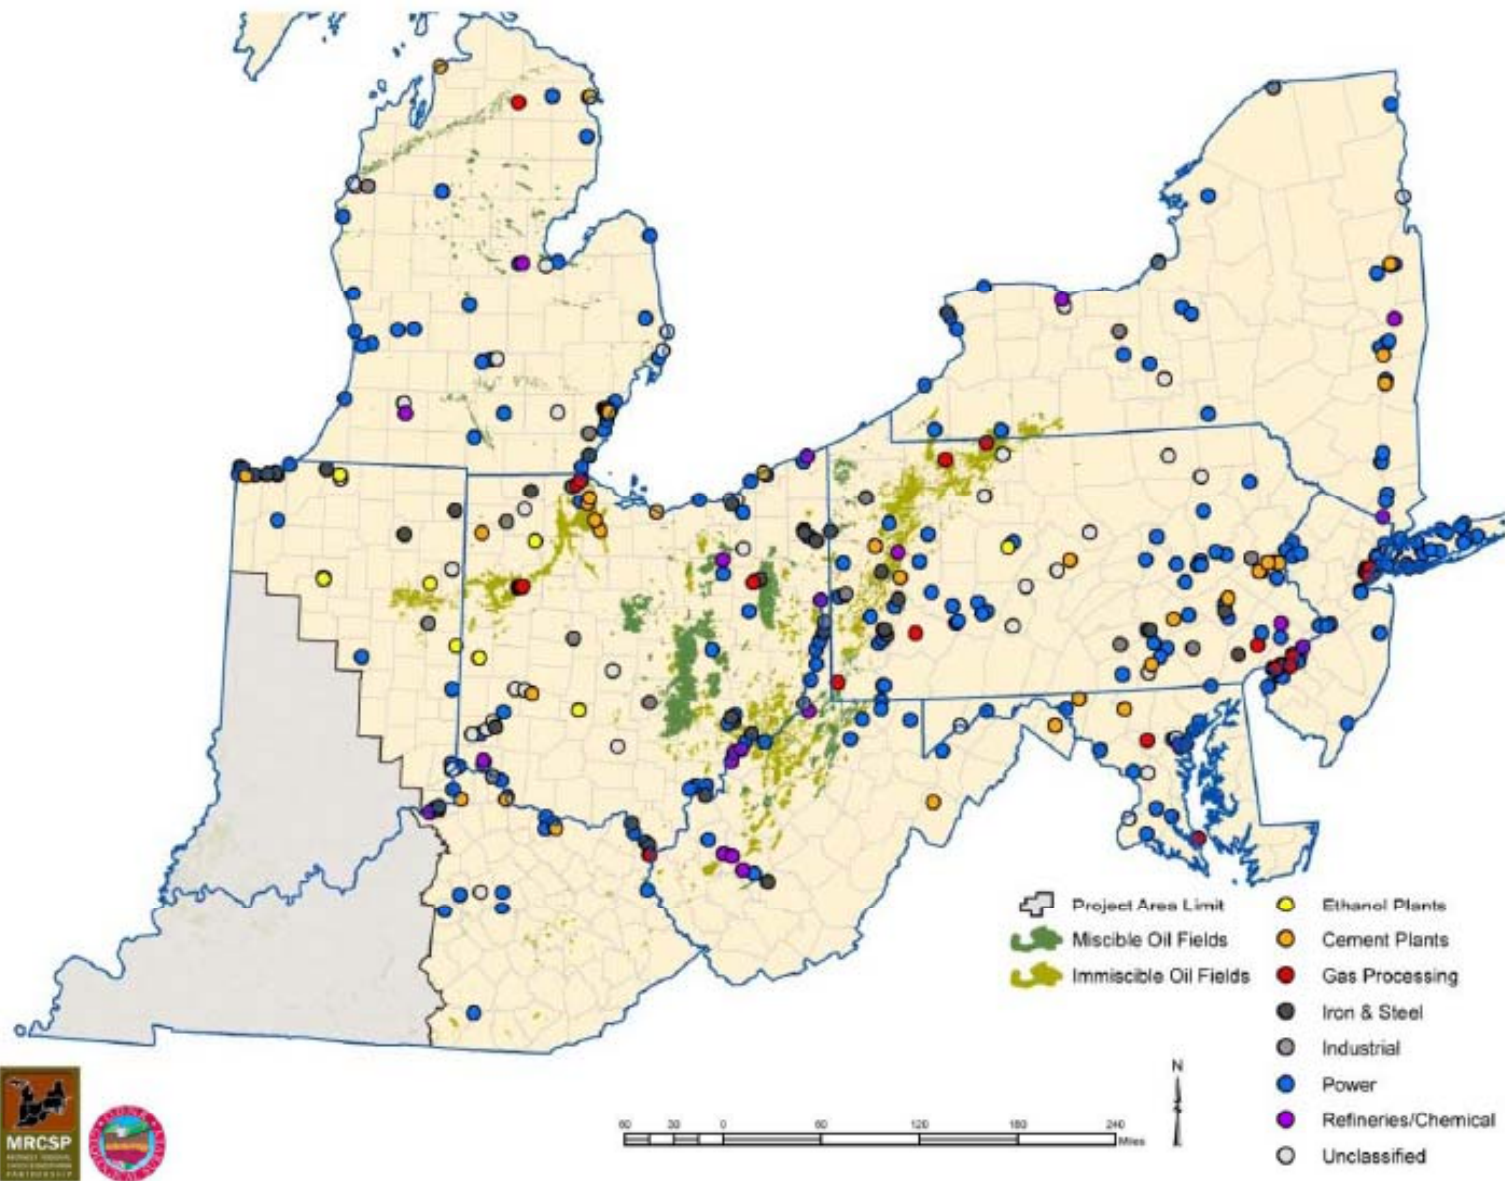 Project Area Limit
Miscible Oil Fields
Immiscible Oil Fields
Ethanol Plants
Cement Plants
Gas Processing
Iron & Steel
Industrial
Power
Refineries/Chemical
Unclassified
N
60 30 0 60 120 180 240
Miles
MRCSP